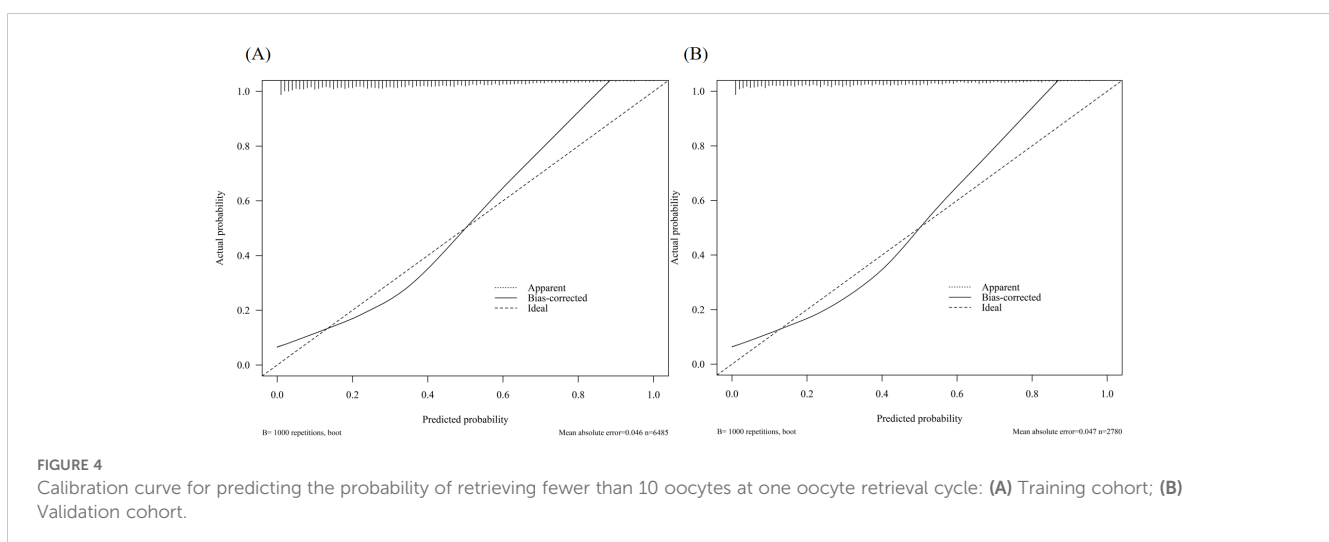 (A)
Actual probability
1.0
0.8
0.6
0.4
0.2
0.0
Apparent
Bias-corrected
Ideal
0.0 0.2 0.4 0.6 0.8 1.0
Predicted probability
B= 1000 repetitions, boot
Mean absolute error=0.046 n=6485
(B)
Actual probability
1.0
0.8
0.6
0.4
0.2
0.0
Apparent
Bias-corrected
Ideal
0.0 0.2 0.4 0.6 0.8 1.0
Predicted probability
B= 1000 repetitions, boot
Mean absolute error=0.047 n=2780
FIGURE 4
Calibration curve for predicting the probability of retrieving fewer than 10 oocytes at one oocyte retrieval cycle: (A) Training cohort; (B)
Validation cohort.